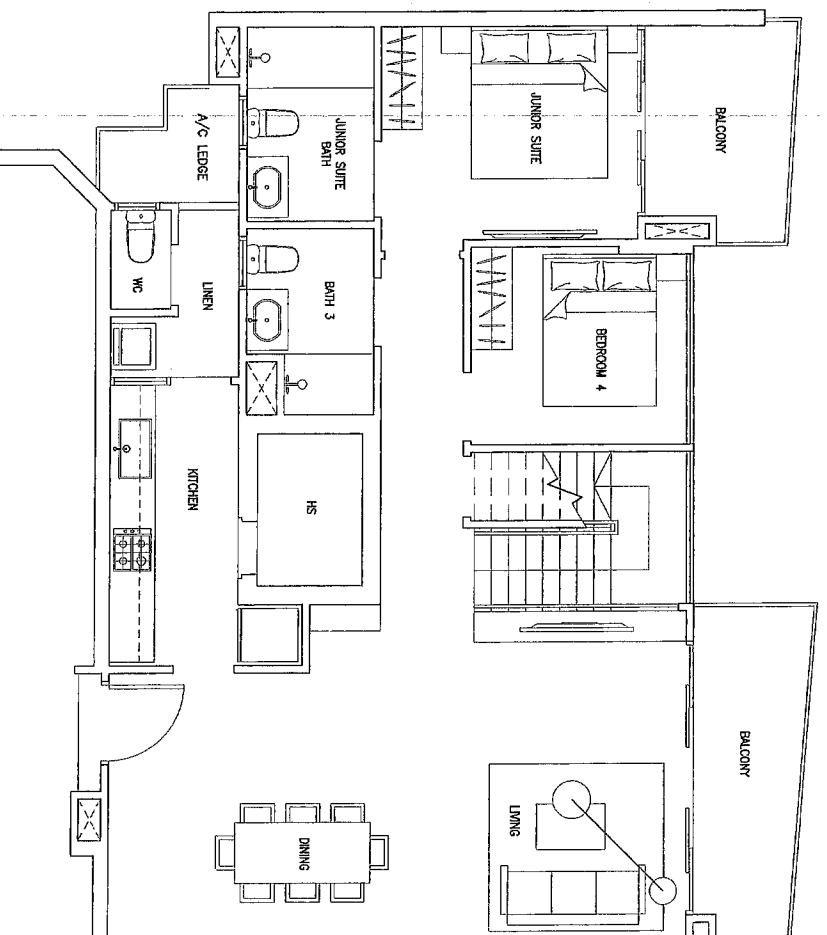 BALCONY
JUNIOR SUITE
JUNIOR SUITE
BATH
A/C LEDGE
BEDROOM 4
BATH 3
LINEN
WC
HS
KITCHEN
BALCONY
LIVING
DINING